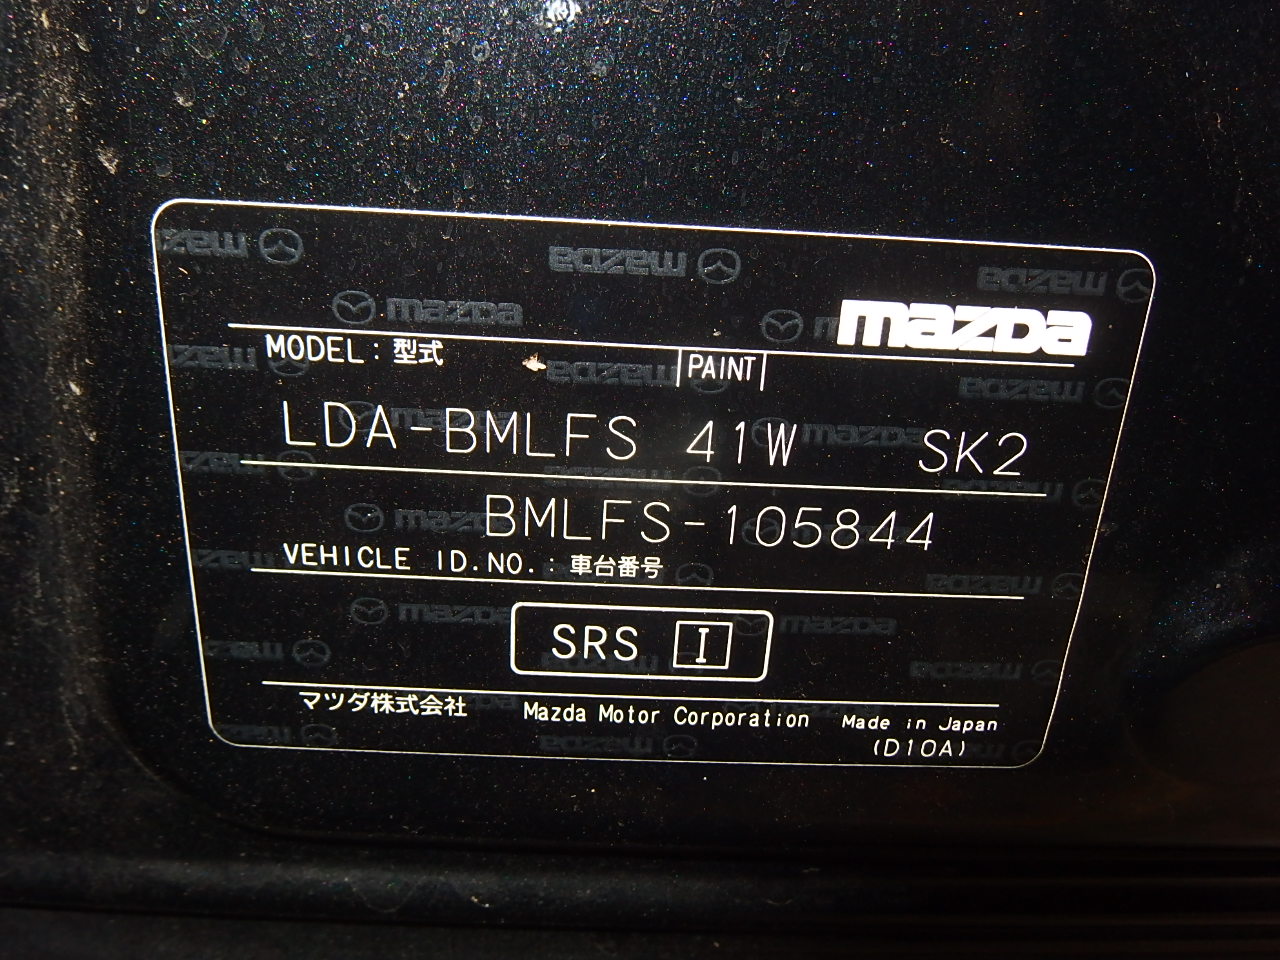 mazda
MODEL : 型式 PAINT
LDA-BMLFS 41W SK2
BMLFS-105844
VEHICLE ID.NO. : 車台番号
SRS I
マツダ株式会社 Mazda Motor Corporation Made in Japan
(D10A)